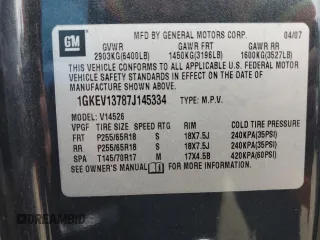 GM
MFD BY GENERAL MOTORS CORP. 04/07
GVWR GAWR FRT GAWR RR
2903KG(6400LB) 1450KG(3196LB) 1600KG(3527LB)
THIS VEHICLE CONFORMS TO ALL APPLICABLE U.S. FEDERAL
MOTOR VEHICLE SAFETY STANDARDS IN EFFECT ON THE DATE OF
MANUFACTURE SHOWN ABOVE.
1GKEV13787J145334 TYPE: M.P.V.
MODEL: V14526
VPGF TIRE SIZE SPEED RTG RIM COLD TIRE PRESSURE
FRT P255/65R18 S 18X7.5J 240KPA(35PSI)
RR P255/65R18 S 18X7.5J 240KPA(35PSI)
SPA T145/70R17 M 17X4.5B 420KPA(60PSI)
SEE OWNER'S MANUAL FOR ADDITIONAL INFORMATION.
DIFFERENT BID